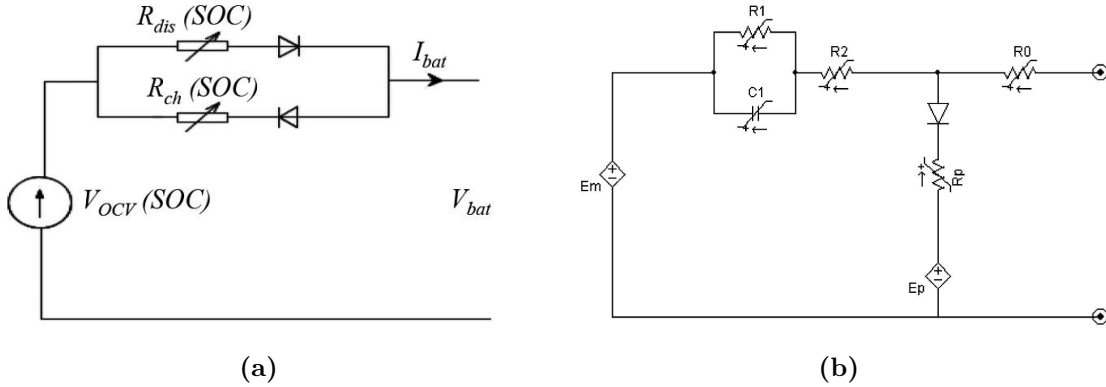 R_dis (SOC)
I_bat
R_ch (SOC)
V_OCV (SOC)
V_bat
(a)
R1
R2
R0
C1
Rp
Em
Ep
(b)